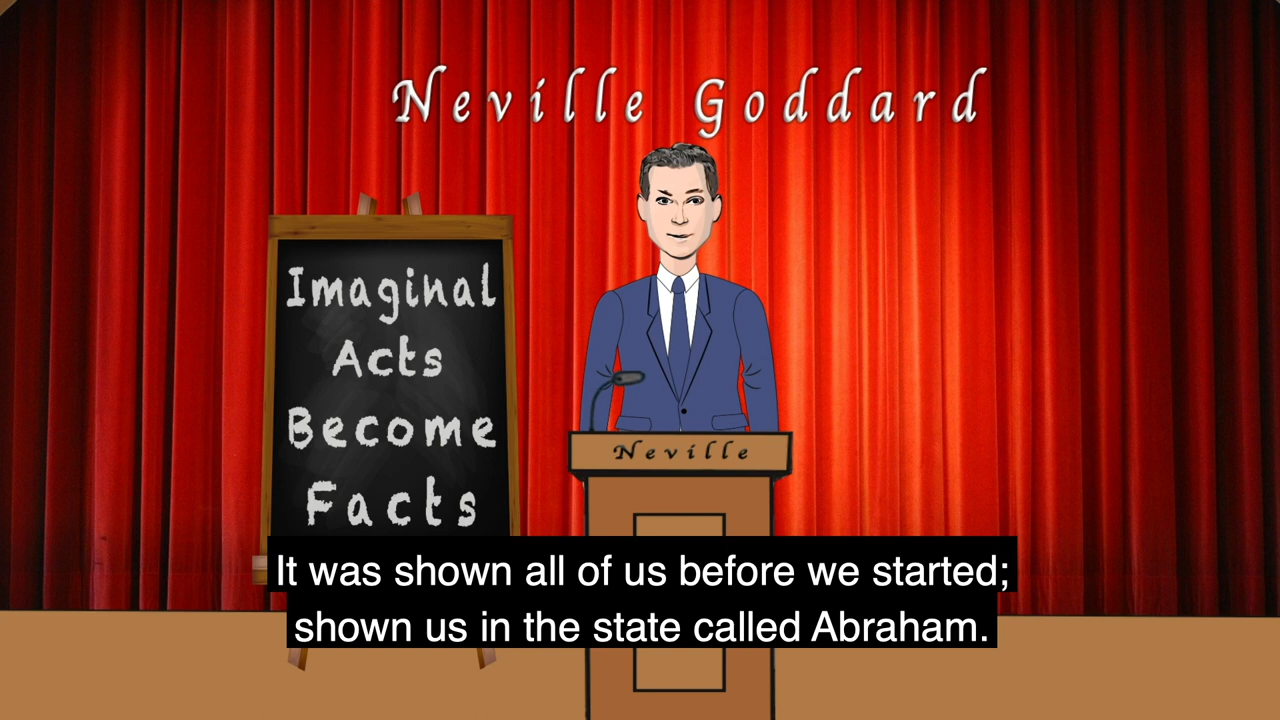 Neville Goddard
Imaginal
Acts
Become
Facts
Neville
It was shown all of us before we started;
shown us in the state called Abraham.